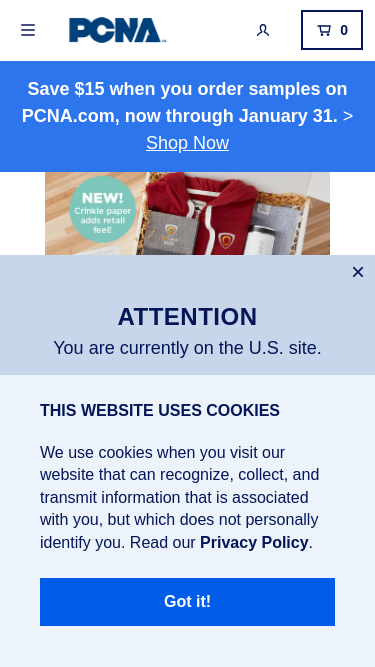 PCNA
0
Save $15 when you order samples on
PCNA.com, now through January 31. >
Shop Now
NEW!
Crinkle paper
adds retail
feel!
×
ATTENTION
You are currently on the U.S. site.
THIS WEBSITE USES COOKIES
We use cookies when you visit our
website that can recognize, collect, and
transmit information that is associated
with you, but which does not personally
identify you. Read our Privacy Policy.
Got it!